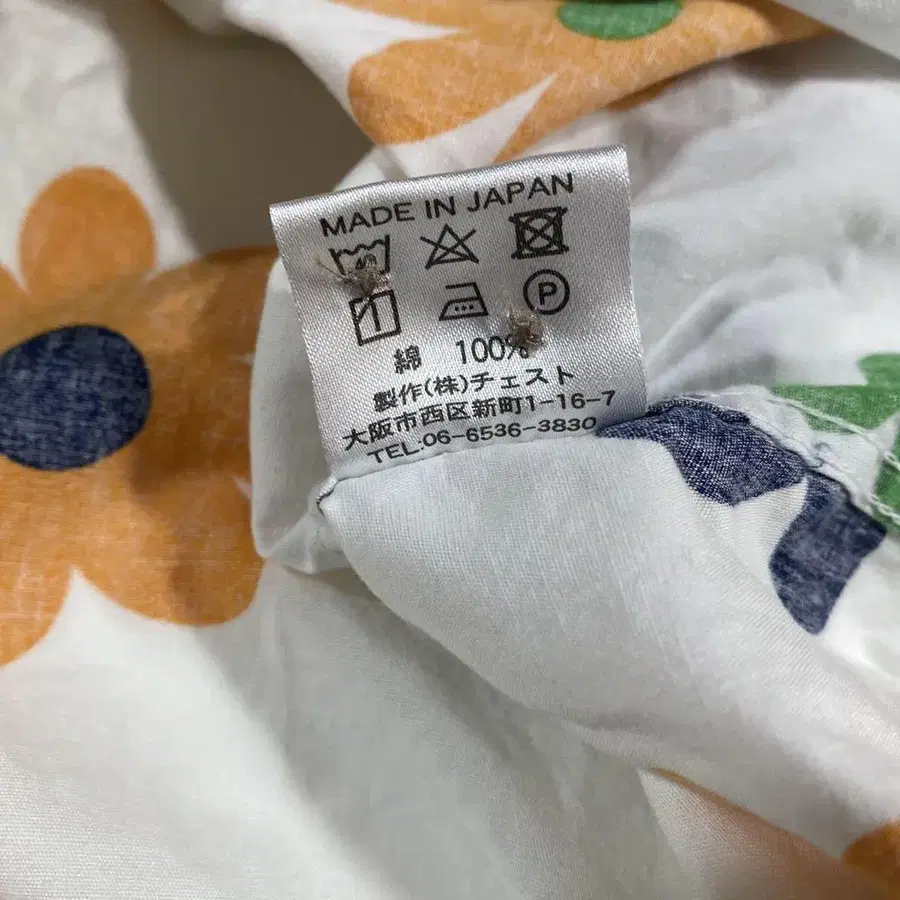 MADE IN JAPAN
40
P
綿 100%
製作(株)チェスト
大阪市西区新町1-16-7
TEL:06-6536-3830